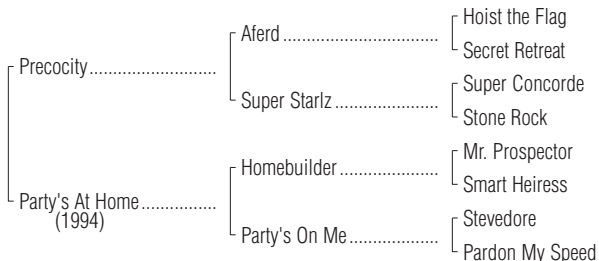 Hoist the Flag
Aferd
Secret Retreat
Precocity
Super Concorde
Super Starlz
Stone Rock
Mr. Prospector
Homebuilder
Smart Heiress
Party's At Home
(1994)
Stevedore
Party's On Me
Pardon My Speed